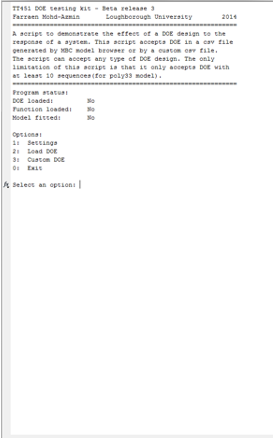 TT451 DOE testing kit - Beta release 3
Farraen Mohd-Azmin Loughborough University 2014
==================================================
A script to demonstrate the effect of a DOE design to the
response of a system. This script accepts DOE in a csv file
generated by MBC model browser or by a custom csv file.
The script can accept any type of DOE design. The only
limitation of this script is that it only accepts DOE with
at least 10 sequences(for poly33 model).
==================================================
Program status:
DOE loaded: No
Function loaded: No
Model fitted: No
Options:
1: Settings
2: Load DOE
3: Custom DOE
0: Exit
fx Select an option: